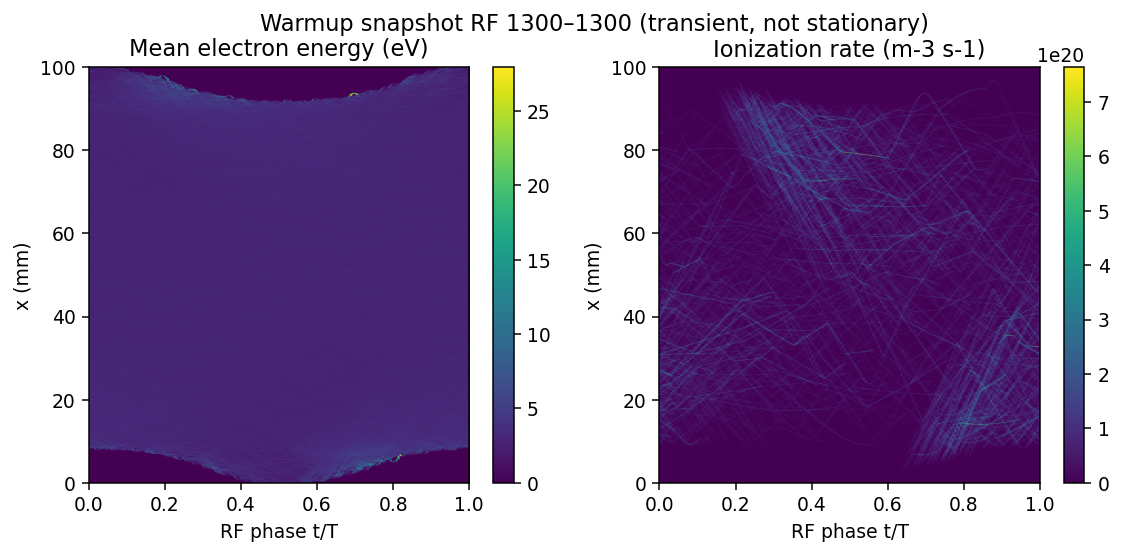 Warmup snapshot RF 1300–1300 (transient, not stationary)
Mean electron energy (eV)
Ionization rate (m-3 s-1)
1e20
100
80
60
40
20
0
x (mm)
0.0 0.2 0.4 0.6 0.8 1.0
RF phase t/T
25
20
15
10
5
0
100
80
60
40
20
0
x (mm)
0.0 0.2 0.4 0.6 0.8 1.0
RF phase t/T
7
6
5
4
3
2
1
0